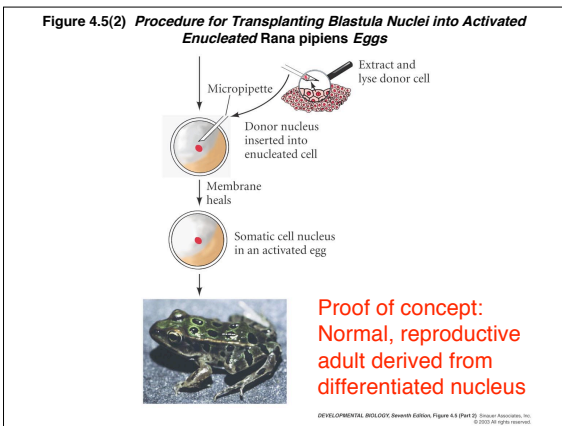 Figure 4.5(2) Procedure for Transplanting Blastula Nuclei into Activated
Enucleated Rana pipiens Eggs
Extract and
lyse donor cell
Micropipette
Donor nucleus
inserted into
enucleated cell
Membrane
heals
Somatic cell nucleus
in an activated egg
Proof of concept:
Normal, reproductive
adult derived from
differentiated nucleus
DEVELOPMENTAL BIOLOGY, Seventh Edition, Figure 4.5 (Part 2) Sinauer Associates, Inc.
© 2003 All rights reserved.